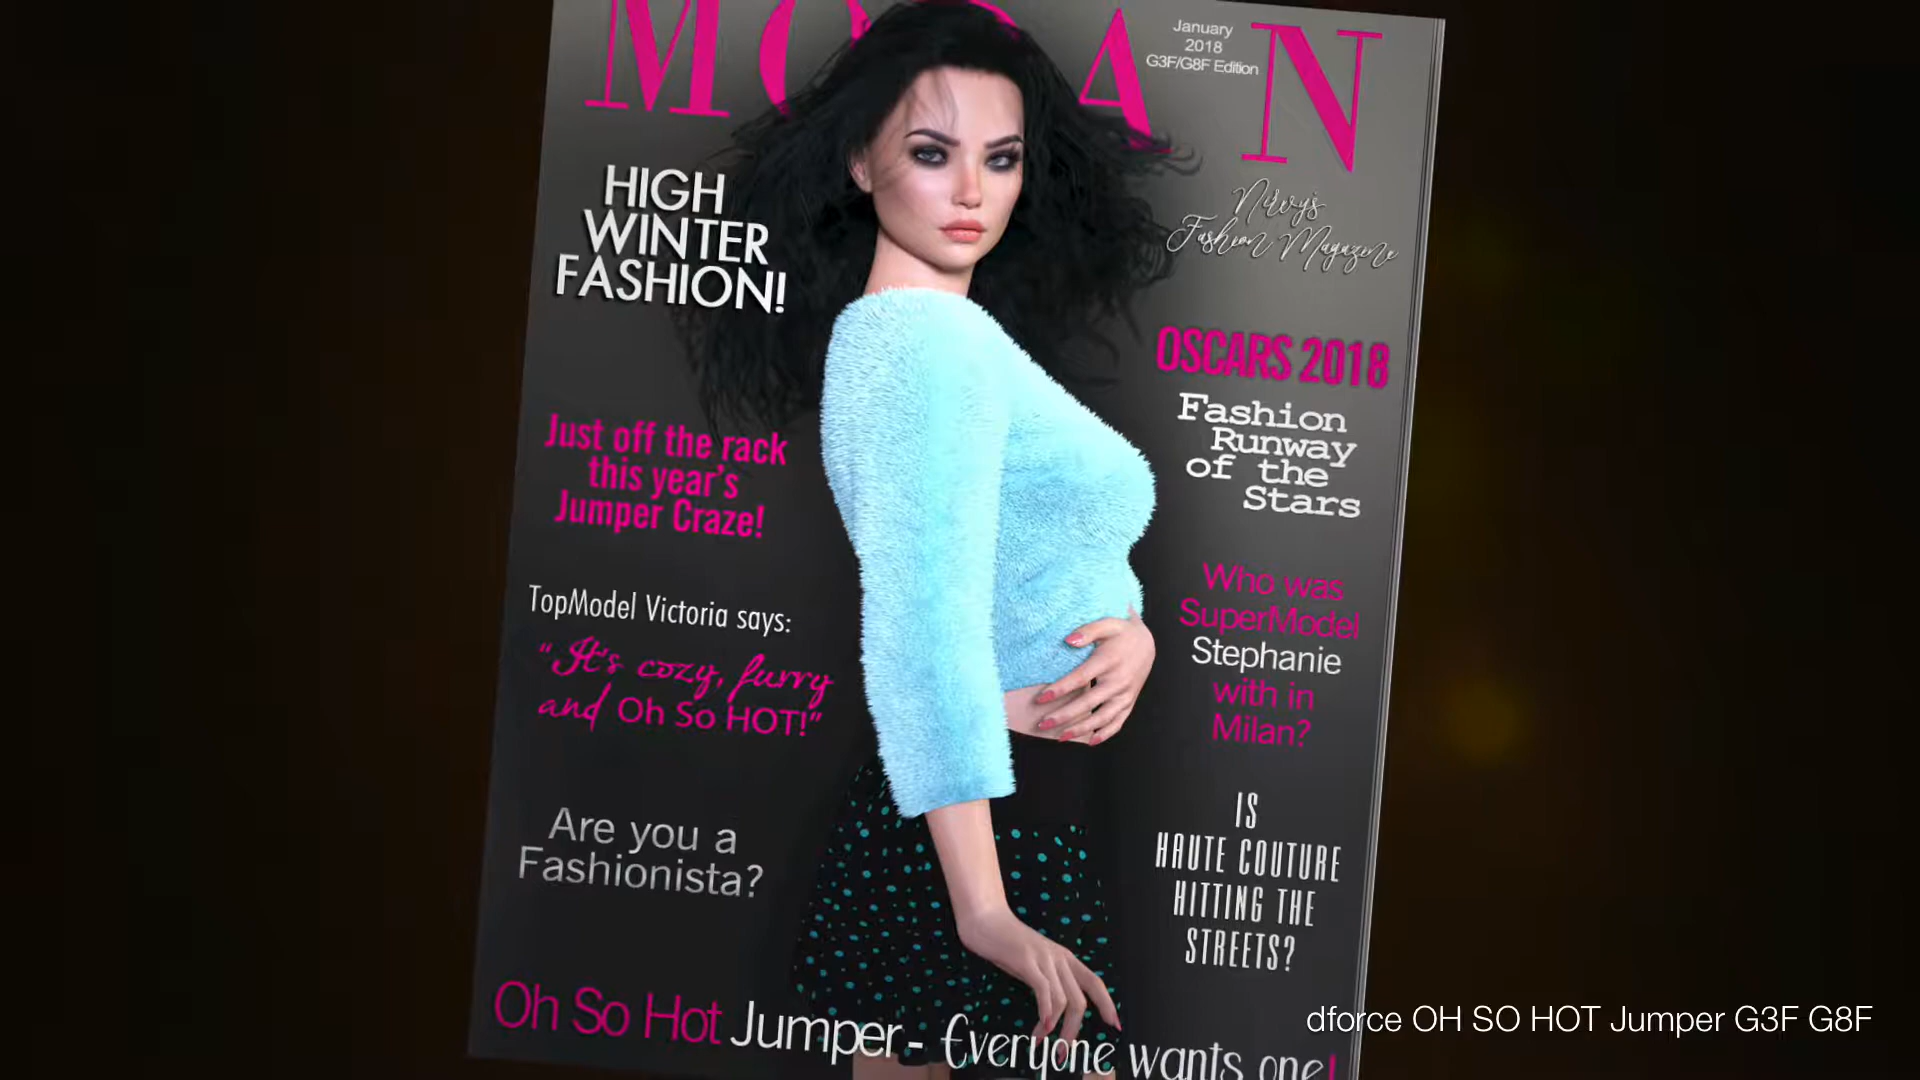 January
2018
G3F/G8F Edition
HIGH
WINTER
FASHION!
Nirvy's
Fashion Magazine
OSCARS 2018
Fashion
Runway
of the
Stars
Just off the rack
this year's
Jumper Craze!
TopModel Victoria says:
"It's cozy, furry
and Oh So HOT!"
Who was
SuperModel
Stephanie
with in
Milan?
Are you a
Fashionista?
IS
HAUTE COUTURE
HITTING THE
STREETS?
Oh So Hot Jumper - Everyone wants one!
dforce OH SO HOT Jumper G3F G8F